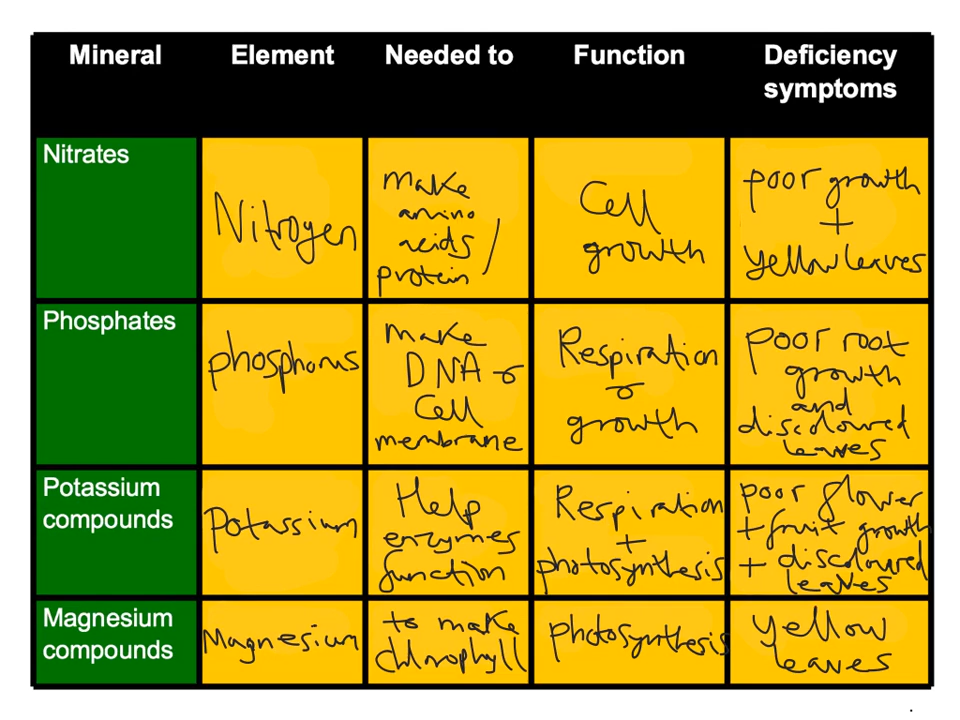 Mineral Element Needed to Function Deficiency
symptoms
Nitrates
Nitrogen
make
amino
acids/
protein
Cell
growth
poor growth
+
yellow leaves
Phosphates
phosphorus
make
DNA &
Cell
membrane
Respiration
&
growth
poor root
growth
and
discoloured
leaves
Potassium
compounds
Potassium
Help
enzymes
function
Respiration
+
photosynthesis
poor flower
+ fruit growth
+ discoloured
leaves
Magnesium
compounds
Magnesium
to make
chlorophyll
photosynthesis
yellow
leaves